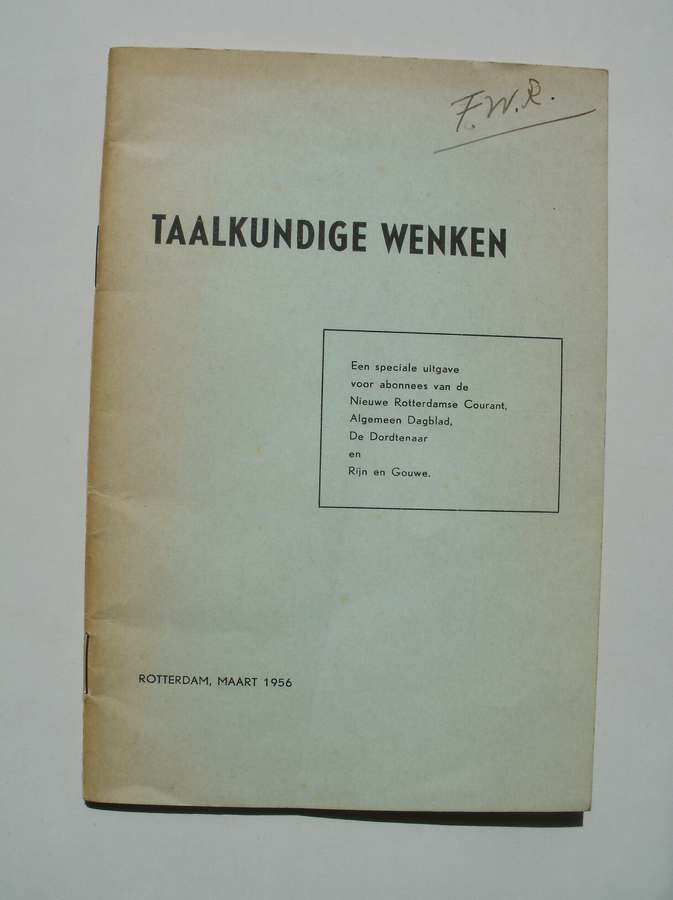 F.W.R.
TAALKUNDIGE WENKEN
Een speciale uitgave
voor abonnees van de
Nieuwe Rotterdamse Courant,
Algemeen Dagblad,
De Dordtenaar
en
Rijn en Gouwe.
ROTTERDAM, MAART 1956